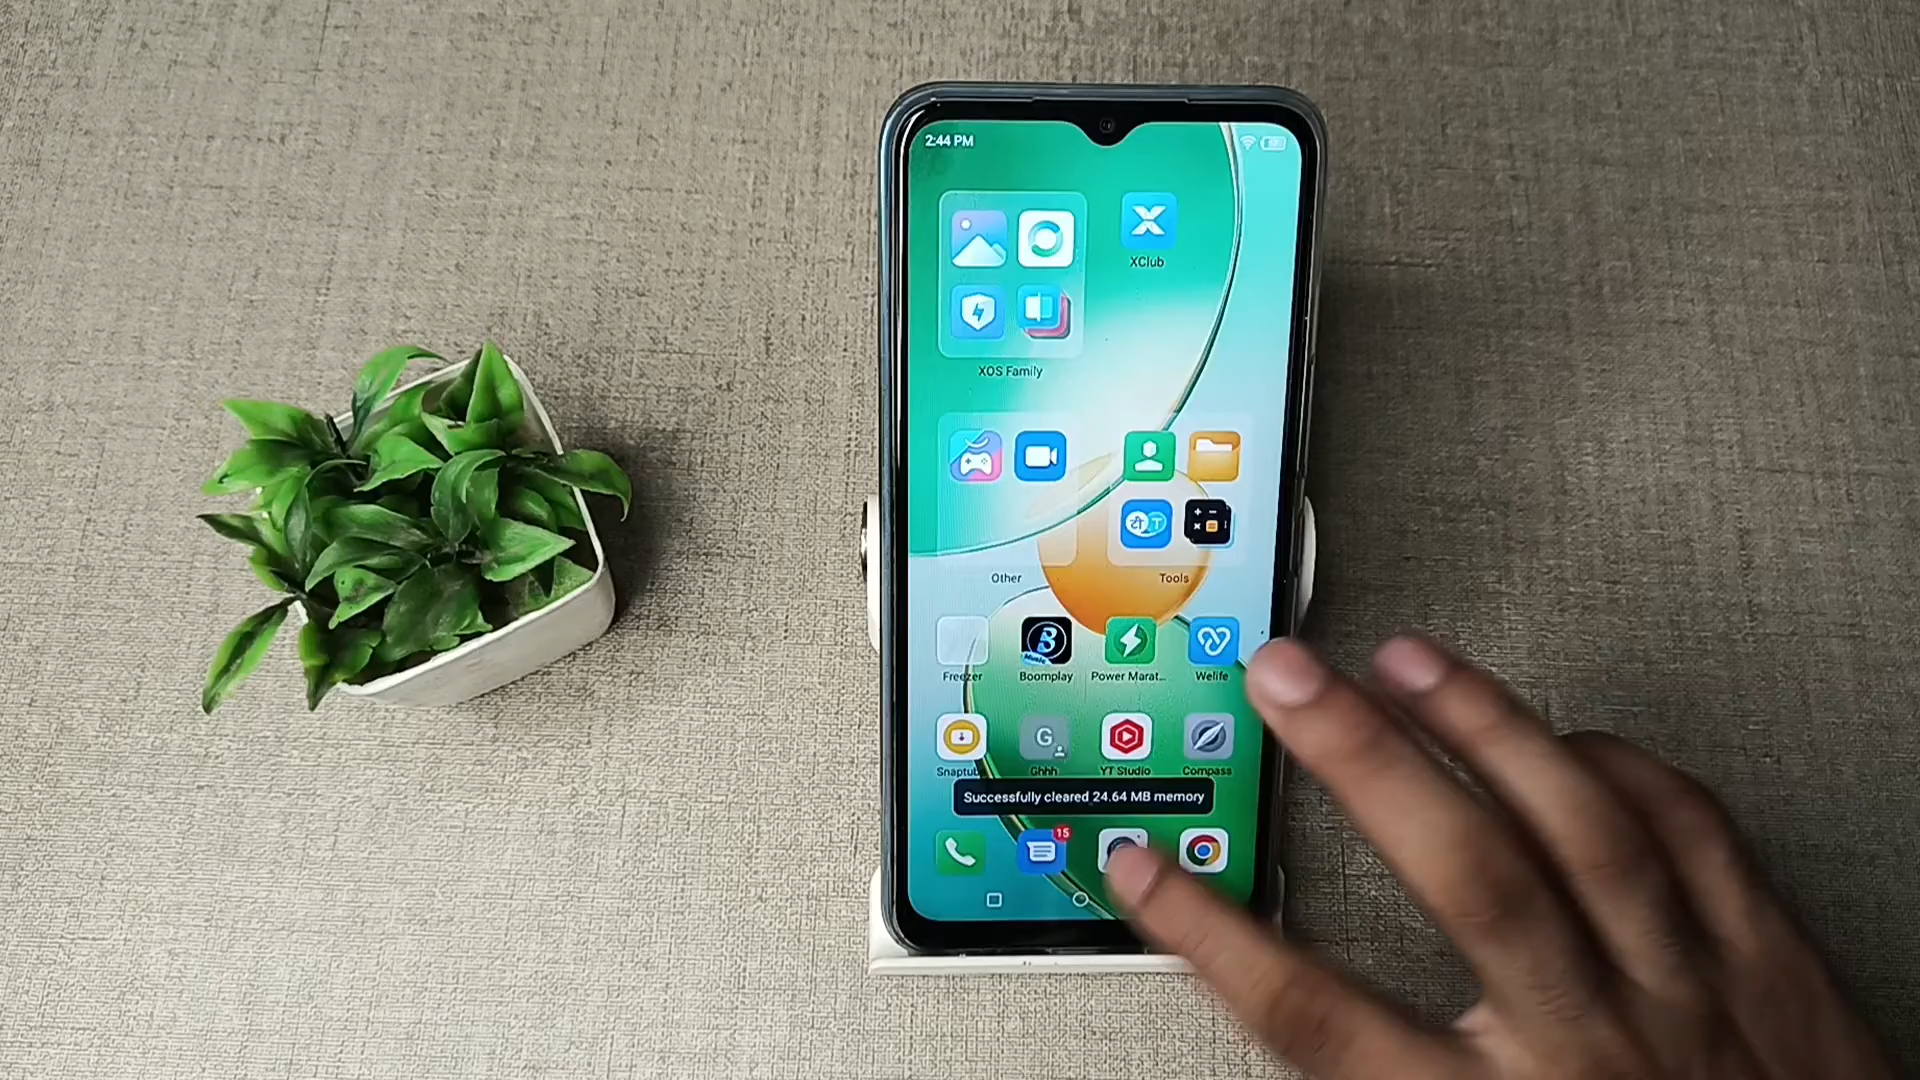 2:44 PM
XClub
XOS Family
Other
Tools
Freezer
Boomplay
Power Marat...
Welife
Snaptube
G
Ghhh
YT Studio
Compass
Successfully cleared 24.64 MB memory
15